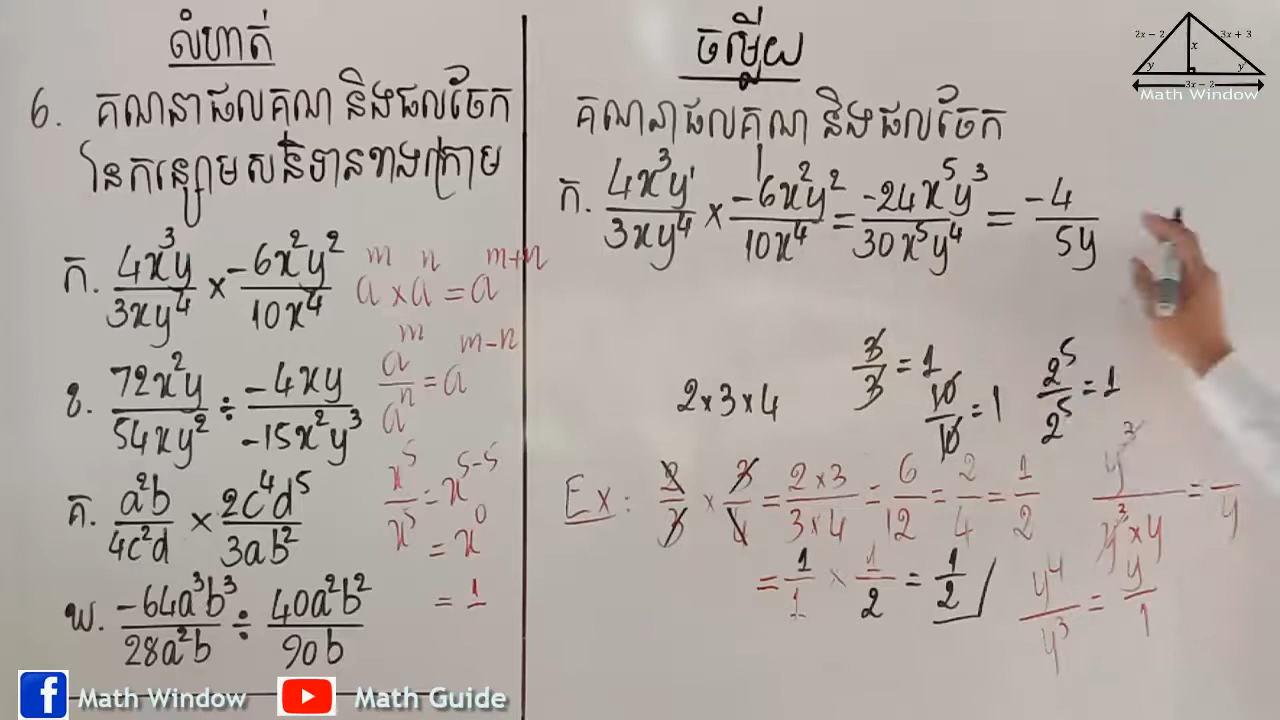 លំហាត់
6. គណនាផលគុណ និងផលចែក
នៃកន្សោមសនិទានខាងក្រោម
ក. 4x³y/3xy⁴ × -6x²y²/10x⁴
ខ. 72x²y/54xy² ÷ -4xy/-15x²y³
គ. a²b/4c²d × 2c⁴d⁵/3ab²
ឃ. -64a³b³/28a²b ÷ 40a²b²/90b
aᵐ × aⁿ = aᵐ⁺ⁿ
aᵐ/aⁿ = aᵐ⁻ⁿ
x⁵/x⁵ = x⁵⁻⁵
= x⁰
= 1
ចម្លើយ
គណនាផលគុណ និងផលចែក
ក. 4x³y¹/3xy⁴ × -6x²y²/10x⁴ = -24x⁵y³/30x⁵y⁴ = -4/5y
2×3×4
3/3 = 1
10/10 = 1
2⁵/2⁵ = 1
Ex: 2/3 × 3/4 = 2×3/3×4 = 6/12 = 2/4 = 1/2
= 1/1 × 1/2 = 1/2
y³/y³×y = /y
y⁴/y³ = y/1
2x − 2
3x + 3
x
y
y
3x − 2
Math Window
Math Window
Math Guide